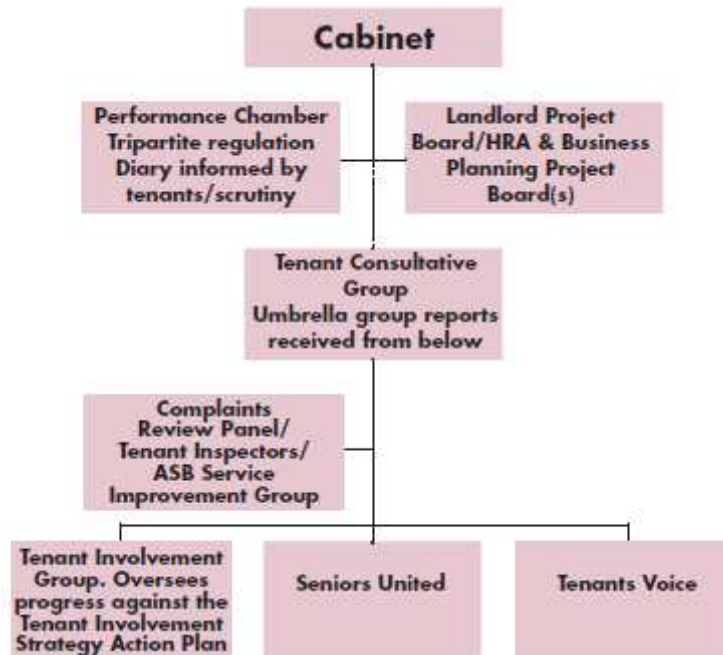 Cabinet
Performance Chamber
Tripartite regulation
Diary informed by
tenants/scrutiny
Landlord Project
Board/HRA & Business
Planning Project
Board(s)
Tenant Consultative
Group
Umbrella group reports
received from below
Complaints
Review Panel/
Tenant Inspectors/
ASB Service
Improvement Group
Tenant Involvement
Group. Oversees
progress against the
Tenant Involvement
Strategy Action Plan
Seniors United
Tenants Voice